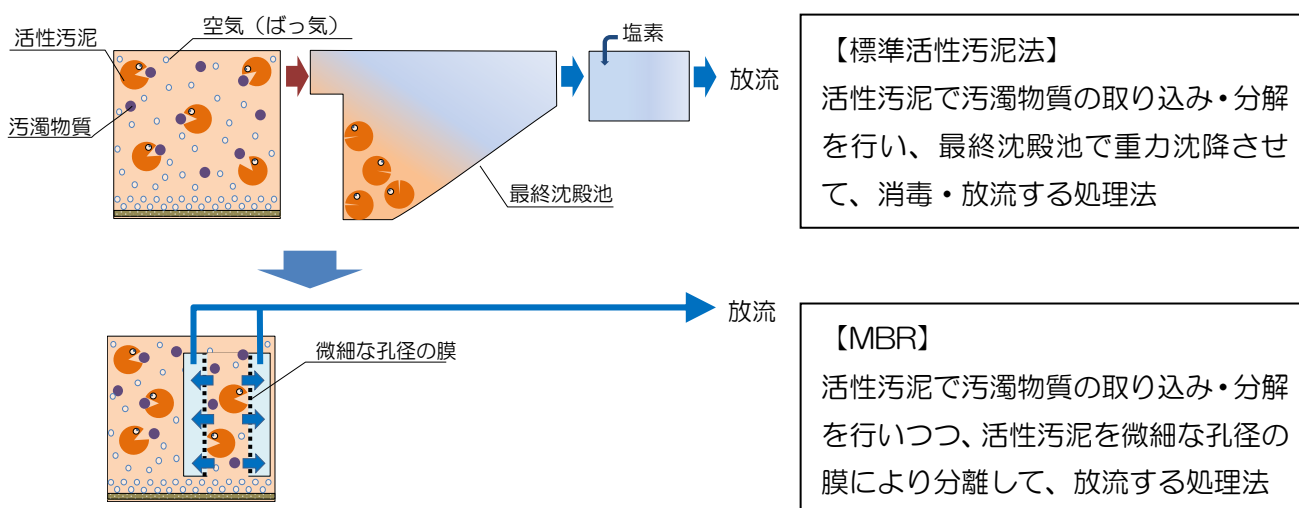 活性汚泥
空気（ばっ気）
汚濁物質
最終沈殿池
塩素
放流
【標準活性汚泥法】
活性汚泥で汚濁物質の取り込み・分解
を行い、最終沈殿池で重力沈降させ
て、消毒・放流する処理法
放流
微細な孔径の膜
【MBR】
活性汚泥で汚濁物質の取り込み・分解
を行いつつ、活性汚泥を微細な孔径の
膜により分離して、放流する処理法